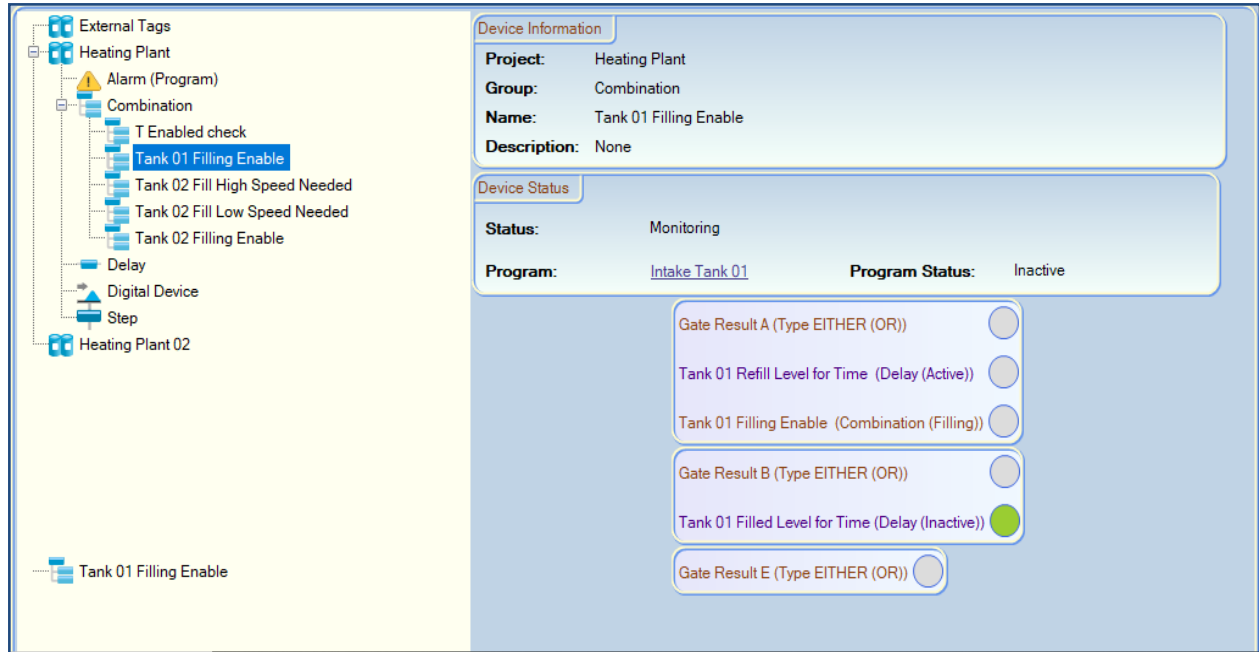 External Tags
Heating Plant
Alarm (Program)
Combination
T Enabled check
Tank 01 Filling Enable
Tank 02 Fill High Speed Needed
Tank 02 Fill Low Speed Needed
Tank 02 Filling Enable
Delay
Digital Device
Step
Heating Plant 02
Tank 01 Filling Enable
Device Information
Project: Heating Plant
Group: Combination
Name: Tank 01 Filling Enable
Description: None
Device Status
Status: Monitoring
Program: Intake Tank 01 Program Status: Inactive
Gate Result A (Type EITHER (OR))
Tank 01 Refill Level for Time (Delay (Active))
Tank 01 Filling Enable (Combination (Filling))
Gate Result B (Type EITHER (OR))
Tank 01 Filled Level for Time (Delay (Inactive))
Gate Result E (Type EITHER (OR))